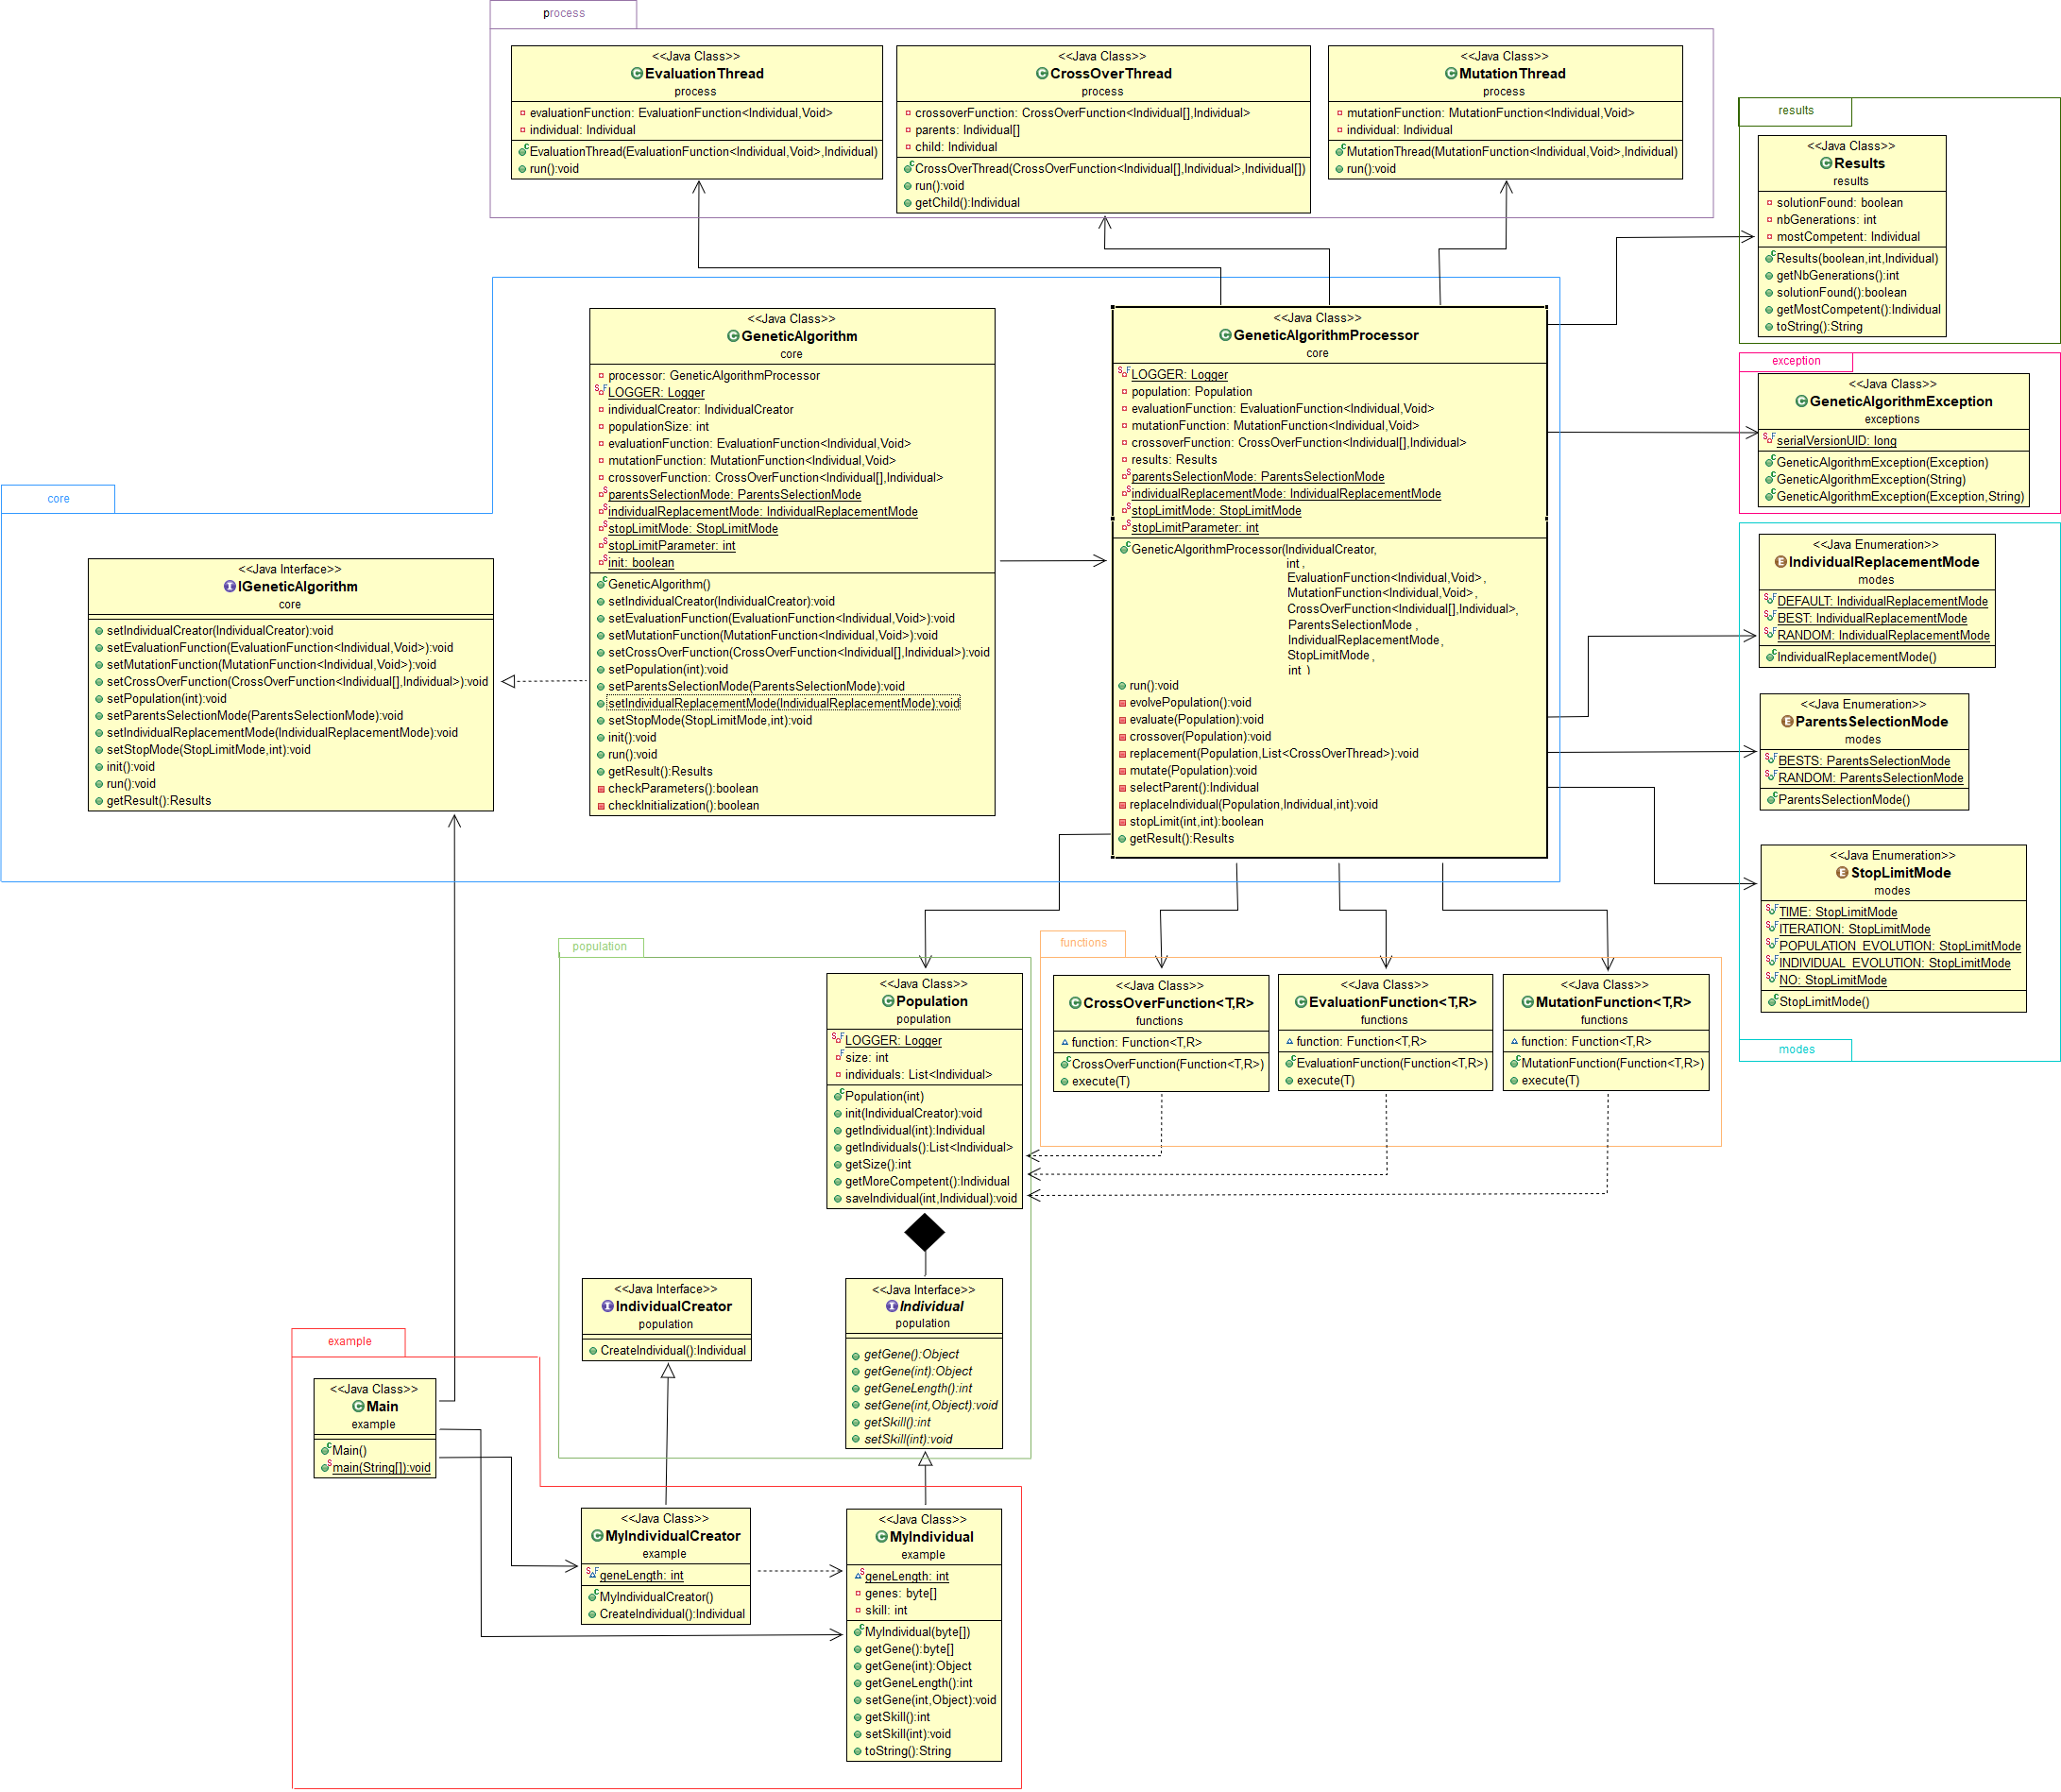 process
<<Java Class>>
EvaluationThread
process
evaluationFunction: EvaluationFunction<Individual,Void>
individual: Individual
EvaluationThread(EvaluationFunction<Individual,Void>,Individual)
run():void
<<Java Class>>
CrossOverThread
process
crossoverFunction: CrossOverFunction<Individual[],Individual>
parents: Individual[]
child: Individual
CrossOverThread(CrossOverFunction<Individual[],Individual>,Individual[])
run():void
getChild():Individual
<<Java Class>>
MutationThread
process
mutationFunction: MutationFunction<Individual,Void>
individual: Individual
MutationThread(MutationFunction<Individual,Void>,Individual)
run():void
results
<<Java Class>>
Results
results
solutionFound: boolean
nbGenerations: int
mostCompetent: Individual
Results(boolean,int,Individual)
getNbGenerations():int
solutionFound():boolean
getMostCompetent():Individual
toString():String
exception
<<Java Class>>
GeneticAlgorithmException
exceptions
serialVersionUID: long
GeneticAlgorithmException(Exception)
GeneticAlgorithmException(String)
GeneticAlgorithmException(Exception,String)
core
<<Java Interface>>
IGeneticAlgorithm
core
setIndividualCreator(IndividualCreator):void
setEvaluationFunction(EvaluationFunction<Individual,Void>):void
setMutationFunction(MutationFunction<Individual,Void>):void
setCrossOverFunction(CrossOverFunction<Individual[],Individual>):void
setPopulation(int):void
setParentsSelectionMode(ParentsSelectionMode):void
setIndividualReplacementMode(IndividualReplacementMode):void
setStopMode(StopLimitMode,int):void
init():void
run():void
getResult():Results
<<Java Class>>
GeneticAlgorithm
core
processor: GeneticAlgorithmProcessor
LOGGER: Logger
individualCreator: IndividualCreator
populationSize: int
evaluationFunction: EvaluationFunction<Individual,Void>
mutationFunction: MutationFunction<Individual,Void>
crossoverFunction: CrossOverFunction<Individual[],Individual>
parentsSelectionMode: ParentsSelectionMode
individualReplacementMode: IndividualReplacementMode
stopLimitMode: StopLimitMode
stopLimitParameter: int
init: boolean
GeneticAlgorithm()
setIndividualCreator(IndividualCreator):void
setEvaluationFunction(EvaluationFunction<Individual,Void>):void
setMutationFunction(MutationFunction<Individual,Void>):void
setCrossOverFunction(CrossOverFunction<Individual[],Individual>):void
setPopulation(int):void
setParentsSelectionMode(ParentsSelectionMode):void
setIndividualReplacementMode(IndividualReplacementMode):void
setStopMode(StopLimitMode,int):void
init():void
run():void
getResult():Results
checkParameters():boolean
checkInitialization():boolean
<<Java Class>>
GeneticAlgorithmProcessor
core
LOGGER: Logger
population: Population
evaluationFunction: EvaluationFunction<Individual,Void>
mutationFunction: MutationFunction<Individual,Void>
crossoverFunction: CrossOverFunction<Individual[],Individual>
results: Results
parentsSelectionMode: ParentsSelectionMode
individualReplacementMode: IndividualReplacementMode
stopLimitMode: StopLimitMode
stopLimitParameter: int
GeneticAlgorithmProcessor(IndividualCreator,
int ,
EvaluationFunction<Individual,Void> ,
MutationFunction<Individual,Void> ,
CrossOverFunction<Individual[],Individual>,
ParentsSelectionMode ,
IndividualReplacementMode,
StopLimitMode ,
int )
run():void
evolvePopulation():void
evaluate(Population):void
crossover(Population):void
replacement(Population,List<CrossOverThread>):void
mutate(Population):void
selectParent():Individual
replaceIndividual(Population,Individual,int):void
stopLimit(int,int):boolean
getResult():Results
<<Java Enumeration>>
IndividualReplacementMode
modes
DEFAULT: IndividualReplacementMode
BEST: IndividualReplacementMode
RANDOM: IndividualReplacementMode
IndividualReplacementMode()
<<Java Enumeration>>
ParentsSelectionMode
modes
BESTS: ParentsSelectionMode
RANDOM: ParentsSelectionMode
ParentsSelectionMode()
<<Java Enumeration>>
StopLimitMode
modes
TIME: StopLimitMode
ITERATION: StopLimitMode
POPULATION_EVOLUTION: StopLimitMode
INDIVIDUAL_EVOLUTION: StopLimitMode
NO: StopLimitMode
StopLimitMode()
modes
population
<<Java Class>>
Population
population
LOGGER: Logger
size: int
individuals: List<Individual>
Population(int)
init(IndividualCreator):void
getIndividual(int):Individual
getIndividuals():List<Individual>
getSize():int
getMoreCompetent():Individual
saveIndividual(int,Individual):void
functions
<<Java Class>>
CrossOverFunction<T,R>
functions
function: Function<T,R>
CrossOverFunction(Function<T,R>)
execute(T)
<<Java Class>>
EvaluationFunction<T,R>
functions
function: Function<T,R>
EvaluationFunction(Function<T,R>)
execute(T)
<<Java Class>>
MutationFunction<T,R>
functions
function: Function<T,R>
MutationFunction(Function<T,R>)
execute(T)
<<Java Interface>>
IndividualCreator
population
CreateIndividual():Individual
<<Java Interface>>
Individual
population
getGene():Object
getGene(int):Object
getGeneLength():int
setGene(int,Object):void
getSkill():int
setSkill(int):void
example
<<Java Class>>
Main
example
Main()
main(String[]):void
<<Java Class>>
MyIndividualCreator
example
geneLength: int
MyIndividualCreator()
CreateIndividual():Individual
<<Java Class>>
MyIndividual
example
geneLength: int
genes: byte[]
skill: int
MyIndividual(byte[])
getGene():byte[]
getGene(int):Object
getGeneLength():int
setGene(int,Object):void
getSkill():int
setSkill(int):void
toString():String